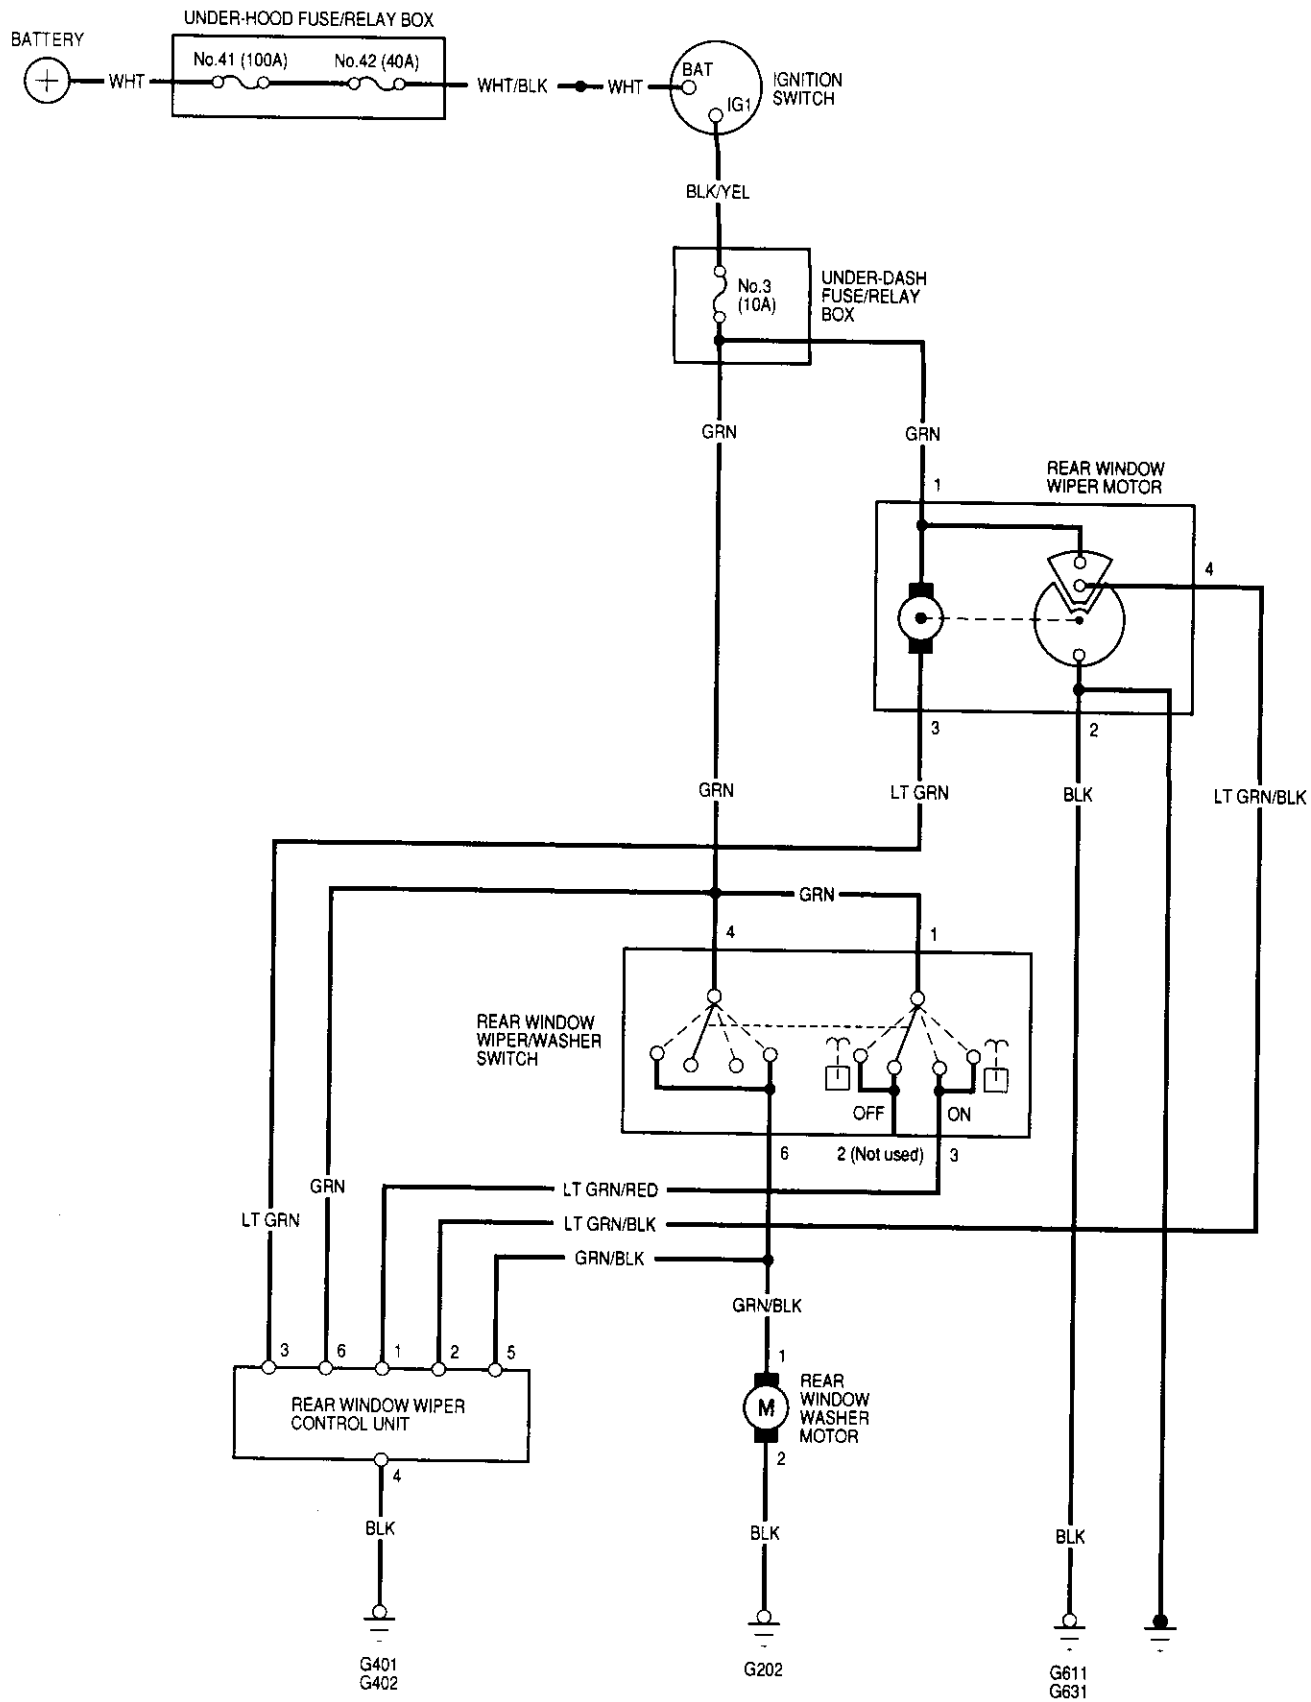 UNDER-HOOD FUSE/RELAY BOX
BATTERY
No.41 (100A)
No.42 (40A)
+
WHT
WHT/BLK
WHT
BAT
IG1
IGNITION
SWITCH
BLK/YEL
No.3
(10A)
UNDER-DASH
FUSE/RELAY
BOX
GRN
GRN
REAR WINDOW
WIPER MOTOR
1
4
3
2
GRN
LT GRN
BLK
LT GRN/BLK
GRN
4
1
REAR WINDOW
WIPER/WASHER
SWITCH
OFF
ON
6
2 (Not used)
3
GRN
LT GRN/RED
LT GRN
LT GRN/BLK
GRN/BLK
GRN/BLK
3
6
1
2
5
1
REAR WINDOW WIPER
CONTROL UNIT
M
REAR
WINDOW
WASHER
MOTOR
4
2
BLK
BLK
BLK
G401
G402
G202
G611
G631